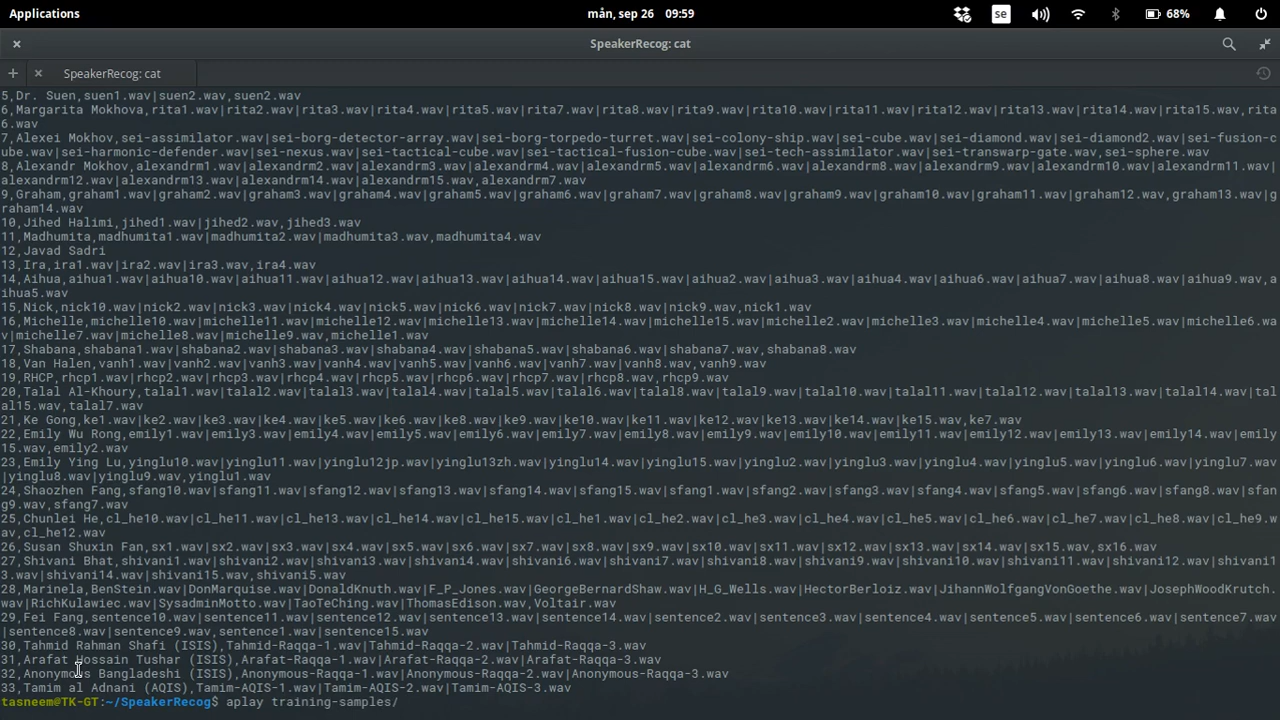 Applications
mån, sep 26 09:59
se
68%
SpeakerRecog: cat
SpeakerRecog: cat
5,Dr. Suen,suen1.wav|suen2.wav,suen2.wav
6,Margarita Mokhova,rita1.wav|rita2.wav|rita3.wav|rita4.wav|rita5.wav|rita7.wav|rita8.wav|rita9.wav|rita10.wav|rita11.wav|rita12.wav|rita13.wav|rita14.wav|rita15.wav,rita
6.wav
7,Alexei Mokhov,sei-assimilator.wav|sei-borg-detector-array.wav|sei-borg-torpedo-turret.wav|sei-colony-ship.wav|sei-cube.wav|sei-diamond.wav|sei-diamond2.wav|sei-fusion-c
ube.wav|sei-harmonic-defender.wav|sei-nexus.wav|sei-tactical-cube.wav|sei-tactical-fusion-cube.wav|sei-tech-assimilator.wav|sei-transwarp-gate.wav,sei-sphere.wav
8,Alexandr Mokhov,alexandrm1.wav|alexandrm2.wav|alexandrm3.wav|alexandrm4.wav|alexandrm5.wav|alexandrm6.wav|alexandrm8.wav|alexandrm9.wav|alexandrm10.wav|alexandrm11.wav|
alexandrm12.wav|alexandrm13.wav|alexandrm14.wav|alexandrm15.wav,alexandrm7.wav
9,Graham,graham1.wav|graham2.wav|graham3.wav|graham4.wav|graham5.wav|graham6.wav|graham7.wav|graham8.wav|graham9.wav|graham10.wav|graham11.wav|graham12.wav,graham13.wav|g
raham14.wav
10,Jihed Halimi,jihed1.wav|jihed2.wav,jihed3.wav
11,Madhumita,madhumita1.wav|madhumita2.wav|madhumita3.wav,madhumita4.wav
12,Javad Sadri
13,Ira,ira1.wav|ira2.wav|ira3.wav,ira4.wav
14,Aihua,aihua1.wav|aihua10.wav|aihua11.wav|aihua12.wav|aihua13.wav|aihua14.wav|aihua15.wav|aihua2.wav|aihua3.wav|aihua4.wav|aihua6.wav|aihua7.wav|aihua8.wav|aihua9.wav,a
ihua5.wav
15,Nick,nick10.wav|nick2.wav|nick3.wav|nick4.wav|nick5.wav|nick6.wav|nick7.wav|nick8.wav|nick9.wav,nick1.wav
16,Michelle,michelle10.wav|michelle11.wav|michelle12.wav|michelle13.wav|michelle14.wav|michelle15.wav|michelle2.wav|michelle3.wav|michelle4.wav|michelle5.wav|michelle6.wa
v|michelle7.wav|michelle8.wav|michelle9.wav,michelle1.wav
17,Shabana,shabana1.wav|shabana2.wav|shabana3.wav|shabana4.wav|shabana5.wav|shabana6.wav|shabana7.wav,shabana8.wav
18,Van Halen,vanh1.wav|vanh2.wav|vanh3.wav|vanh4.wav|vanh5.wav|vanh6.wav|vanh7.wav|vanh8.wav,vanh9.wav
19,RHCP,rhcp1.wav|rhcp2.wav|rhcp3.wav|rhcp4.wav|rhcp5.wav|rhcp6.wav|rhcp7.wav|rhcp8.wav,rhcp9.wav
20,Talal Al-Khoury,talal1.wav|talal2.wav|talal3.wav|talal4.wav|talal5.wav|talal6.wav|talal8.wav|talal9.wav|talal10.wav|talal11.wav|talal12.wav|talal13.wav|talal14.wav|tal
al15.wav,talal7.wav
21,Ke Gong,ke1.wav|ke2.wav|ke3.wav|ke4.wav|ke5.wav|ke6.wav|ke8.wav|ke9.wav|ke10.wav|ke11.wav|ke12.wav|ke13.wav|ke14.wav|ke15.wav,ke7.wav
22,Emily Wu Rong,emily1.wav|emily3.wav|emily4.wav|emily5.wav|emily6.wav|emily7.wav|emily8.wav|emily9.wav|emily10.wav|emily11.wav|emily12.wav|emily13.wav|emily14.wav|emily
15.wav,emily2.wav
23,Emily Ying Lu,yinglu10.wav|yinglu11.wav|yinglu12jp.wav|yinglu13zh.wav|yinglu14.wav|yinglu15.wav|yinglu2.wav|yinglu3.wav|yinglu4.wav|yinglu5.wav|yinglu6.wav|yinglu7.wav
|yinglu8.wav|yinglu9.wav,yinglu1.wav
24,Shaozhen Fang,sfang10.wav|sfang11.wav|sfang12.wav|sfang13.wav|sfang14.wav|sfang15.wav|sfang1.wav|sfang2.wav|sfang3.wav|sfang4.wav|sfang5.wav|sfang6.wav|sfang8.wav|sfan
g9.wav,sfang7.wav
25,Chunlei He,cl_he10.wav|cl_he11.wav|cl_he13.wav|cl_he14.wav|cl_he15.wav|cl_he1.wav|cl_he2.wav|cl_he3.wav|cl_he4.wav|cl_he5.wav|cl_he6.wav|cl_he7.wav|cl_he8.wav|cl_he9.w
av,cl_he12.wav
26,Susan Shuxin Fan,sx1.wav|sx2.wav|sx3.wav|sx4.wav|sx5.wav|sx6.wav|sx7.wav|sx8.wav|sx9.wav|sx10.wav|sx11.wav|sx12.wav|sx13.wav|sx14.wav|sx15.wav,sx16.wav
27,Shivani Bhat,shivani1.wav|shivani2.wav|shivani3.wav|shivani4.wav|shivani6.wav|shivani7.wav|shivani8.wav|shivani9.wav|shivani10.wav|shivani11.wav|shivani12.wav|shivani1
3.wav|shivani14.wav|shivani15.wav,shivani5.wav
28,Marinela,BenStein.wav|DonMarquise.wav|DonaldKnuth.wav|F_P_Jones.wav|GeorgeBernardShaw.wav|H_G_Wells.wav|HectorBerloiz.wav|JihannWolfgangVonGoethe.wav|JosephWoodKrutch.
wav|RichKulawiec.wav|SysadminMotto.wav|TaoTeChing.wav|ThomasEdison.wav,Voltair.wav
29,Fei Fang,sentence10.wav|sentence11.wav|sentence12.wav|sentence13.wav|sentence14.wav|sentence2.wav|sentence3.wav|sentence4.wav|sentence5.wav|sentence6.wav|sentence7.wav
|sentence8.wav|sentence9.wav,sentence1.wav|sentence15.wav
30,Tahmid Rahman Shafi (ISIS),Tahmid-Raqqa-1.wav|Tahmid-Raqqa-2.wav|Tahmid-Raqqa-3.wav
31,Arafat Hossain Tushar (ISIS),Arafat-Raqqa-1.wav|Arafat-Raqqa-2.wav|Arafat-Raqqa-3.wav
32,Anonymous Bangladeshi (ISIS),Anonymous-Raqqa-1.wav|Anonymous-Raqqa-2.wav|Anonymous-Raqqa-3.wav
33,Tamim al Adnani (AQIS),Tamim-AQIS-1.wav|Tamim-AQIS-2.wav|Tamim-AQIS-3.wav
tasneem@TK-GT:~/SpeakerRecog$ aplay training-samples/